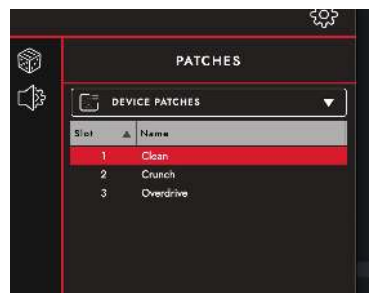 PATCHES
DEVICE PATCHES
Slot Name
1 Clean
2 Crunch
3 Overdrive